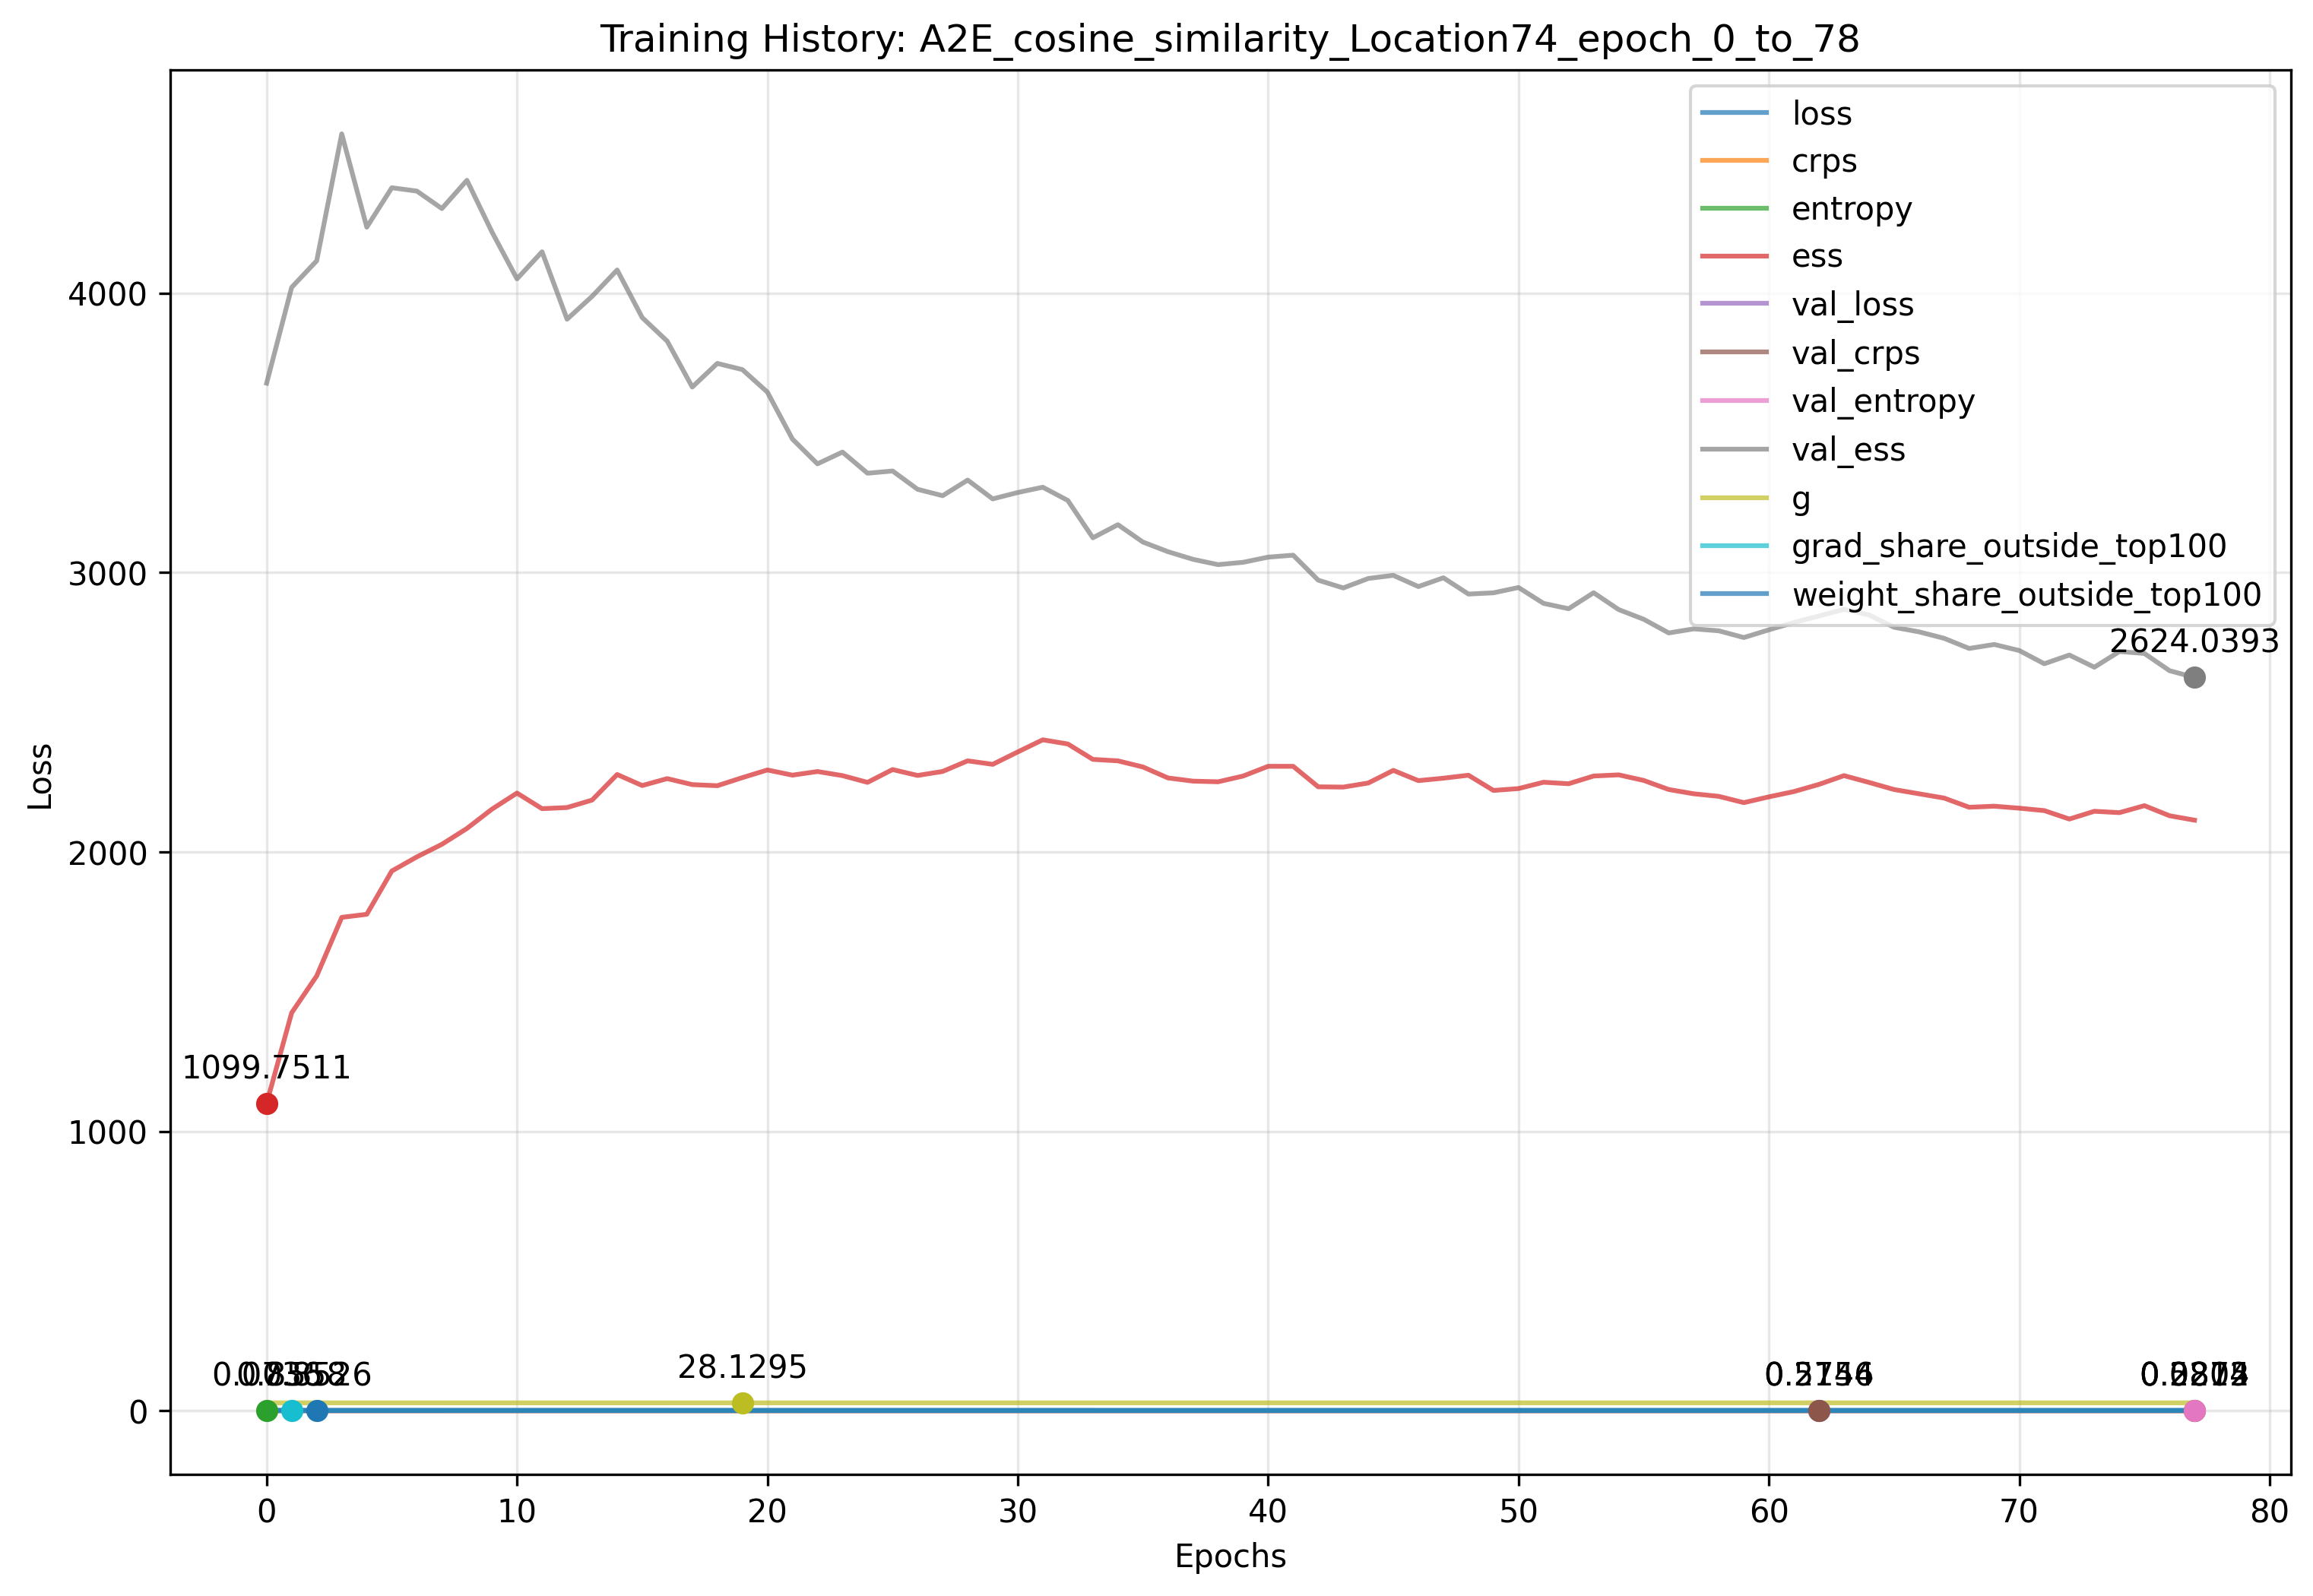 Training History: A2E_cosine_similarity_Location74_epoch_0_to_78
loss
crps
entropy
ess
val_loss
val_crps
val_entropy
val_ess
g
grad_share_outside_top100
weight_share_outside_top100
4000
3000
2000
1000
0
Loss
2624.0393
1099.7511
28.1295
0 10 20 30 40 50 60 70 80
Epochs